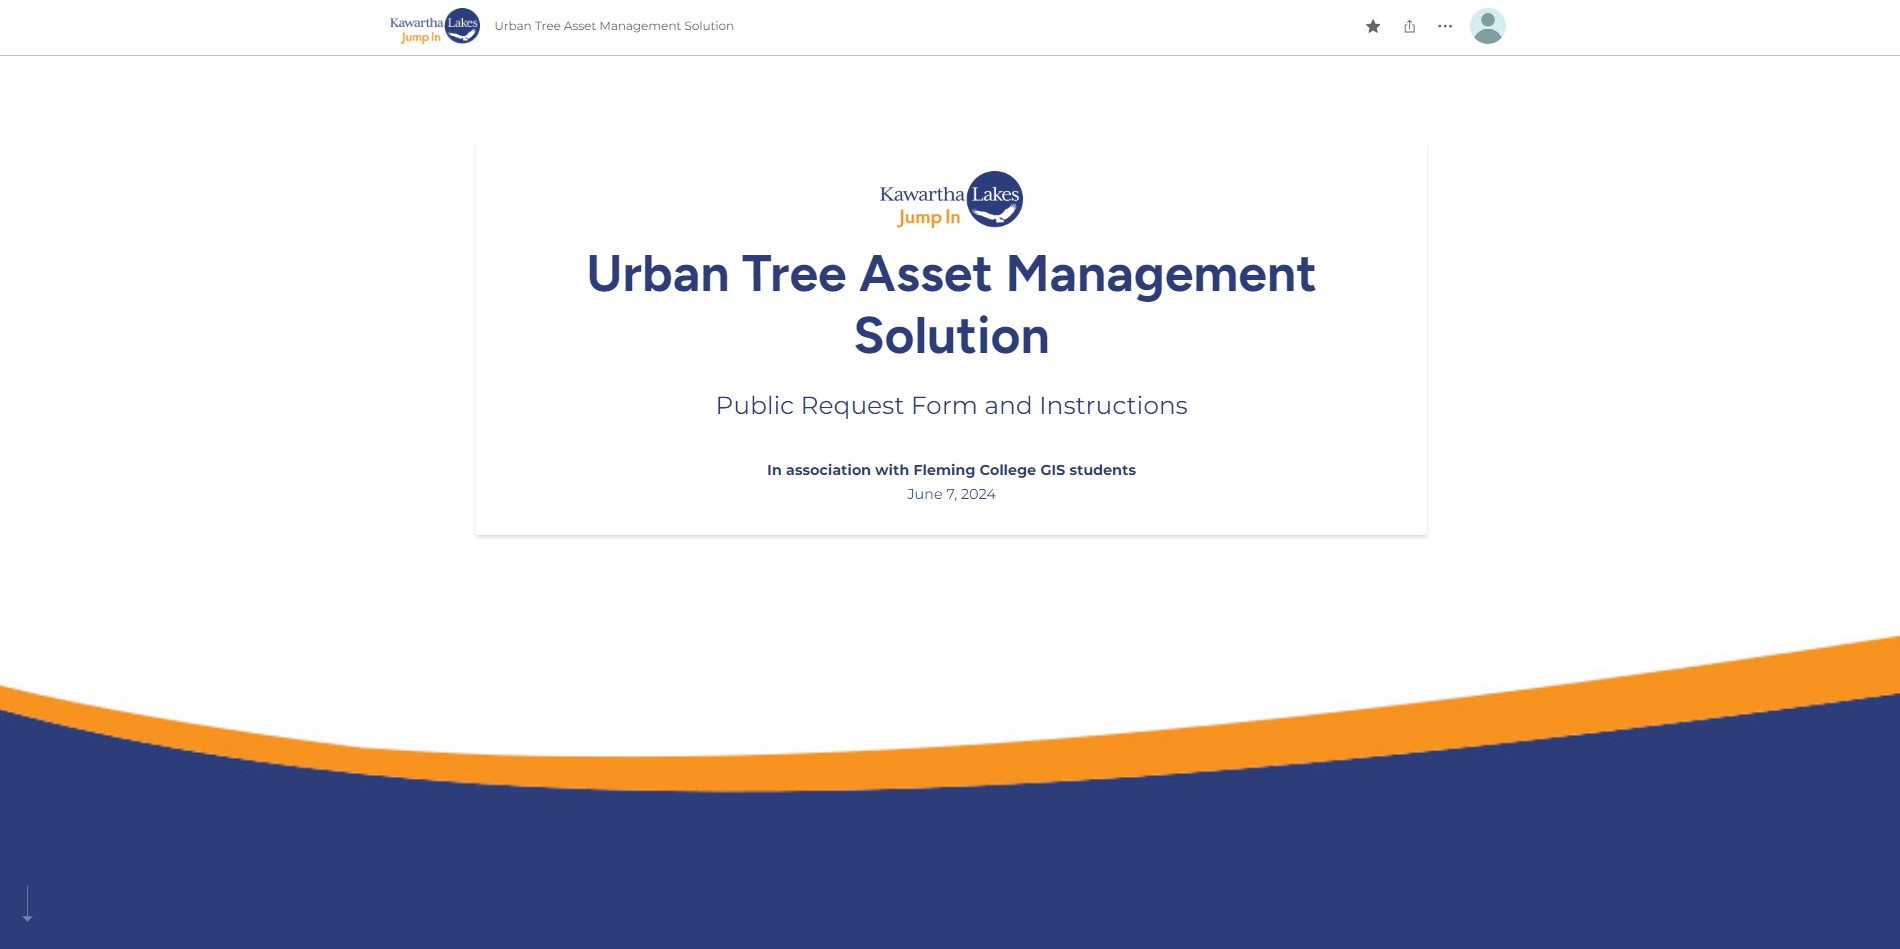 Kawartha Lakes
Jump In
Urban Tree Asset Management Solution
Kawartha Lakes
Jump In
Urban Tree Asset Management
Solution
Public Request Form and Instructions
In association with Fleming College GIS students
June 7, 2024